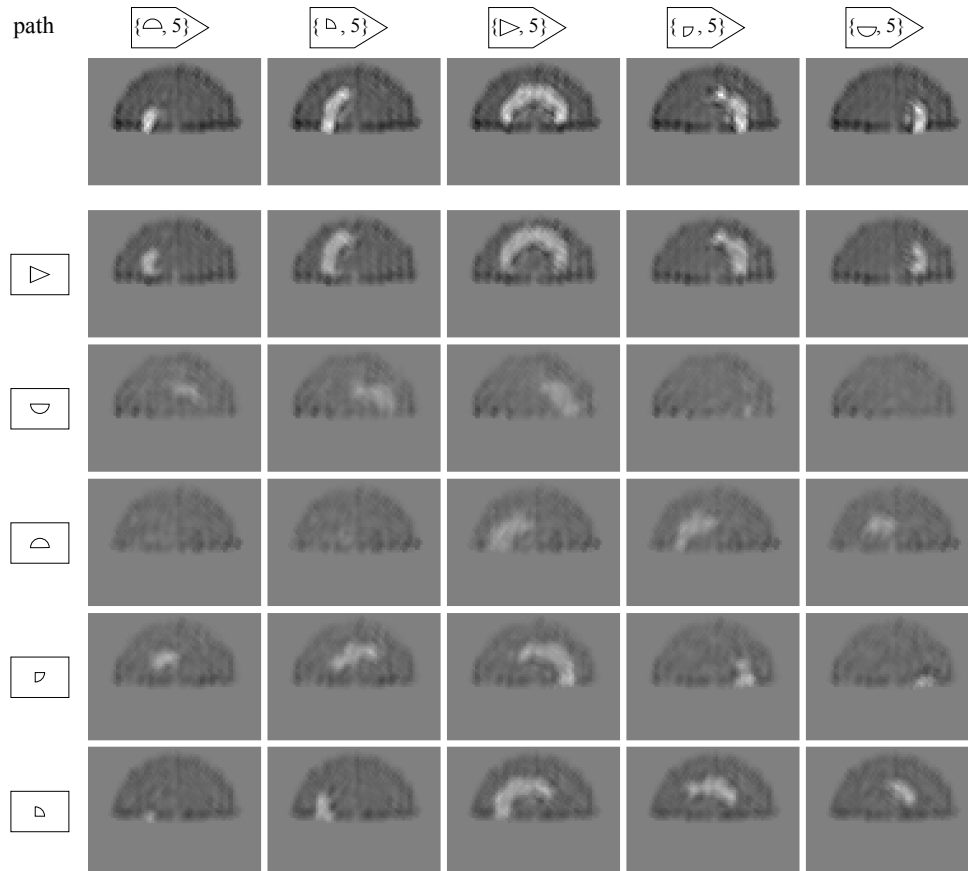 path {⌓, 5} {◝, 5} {▷, 5} {◞, 5} {◡, 5}